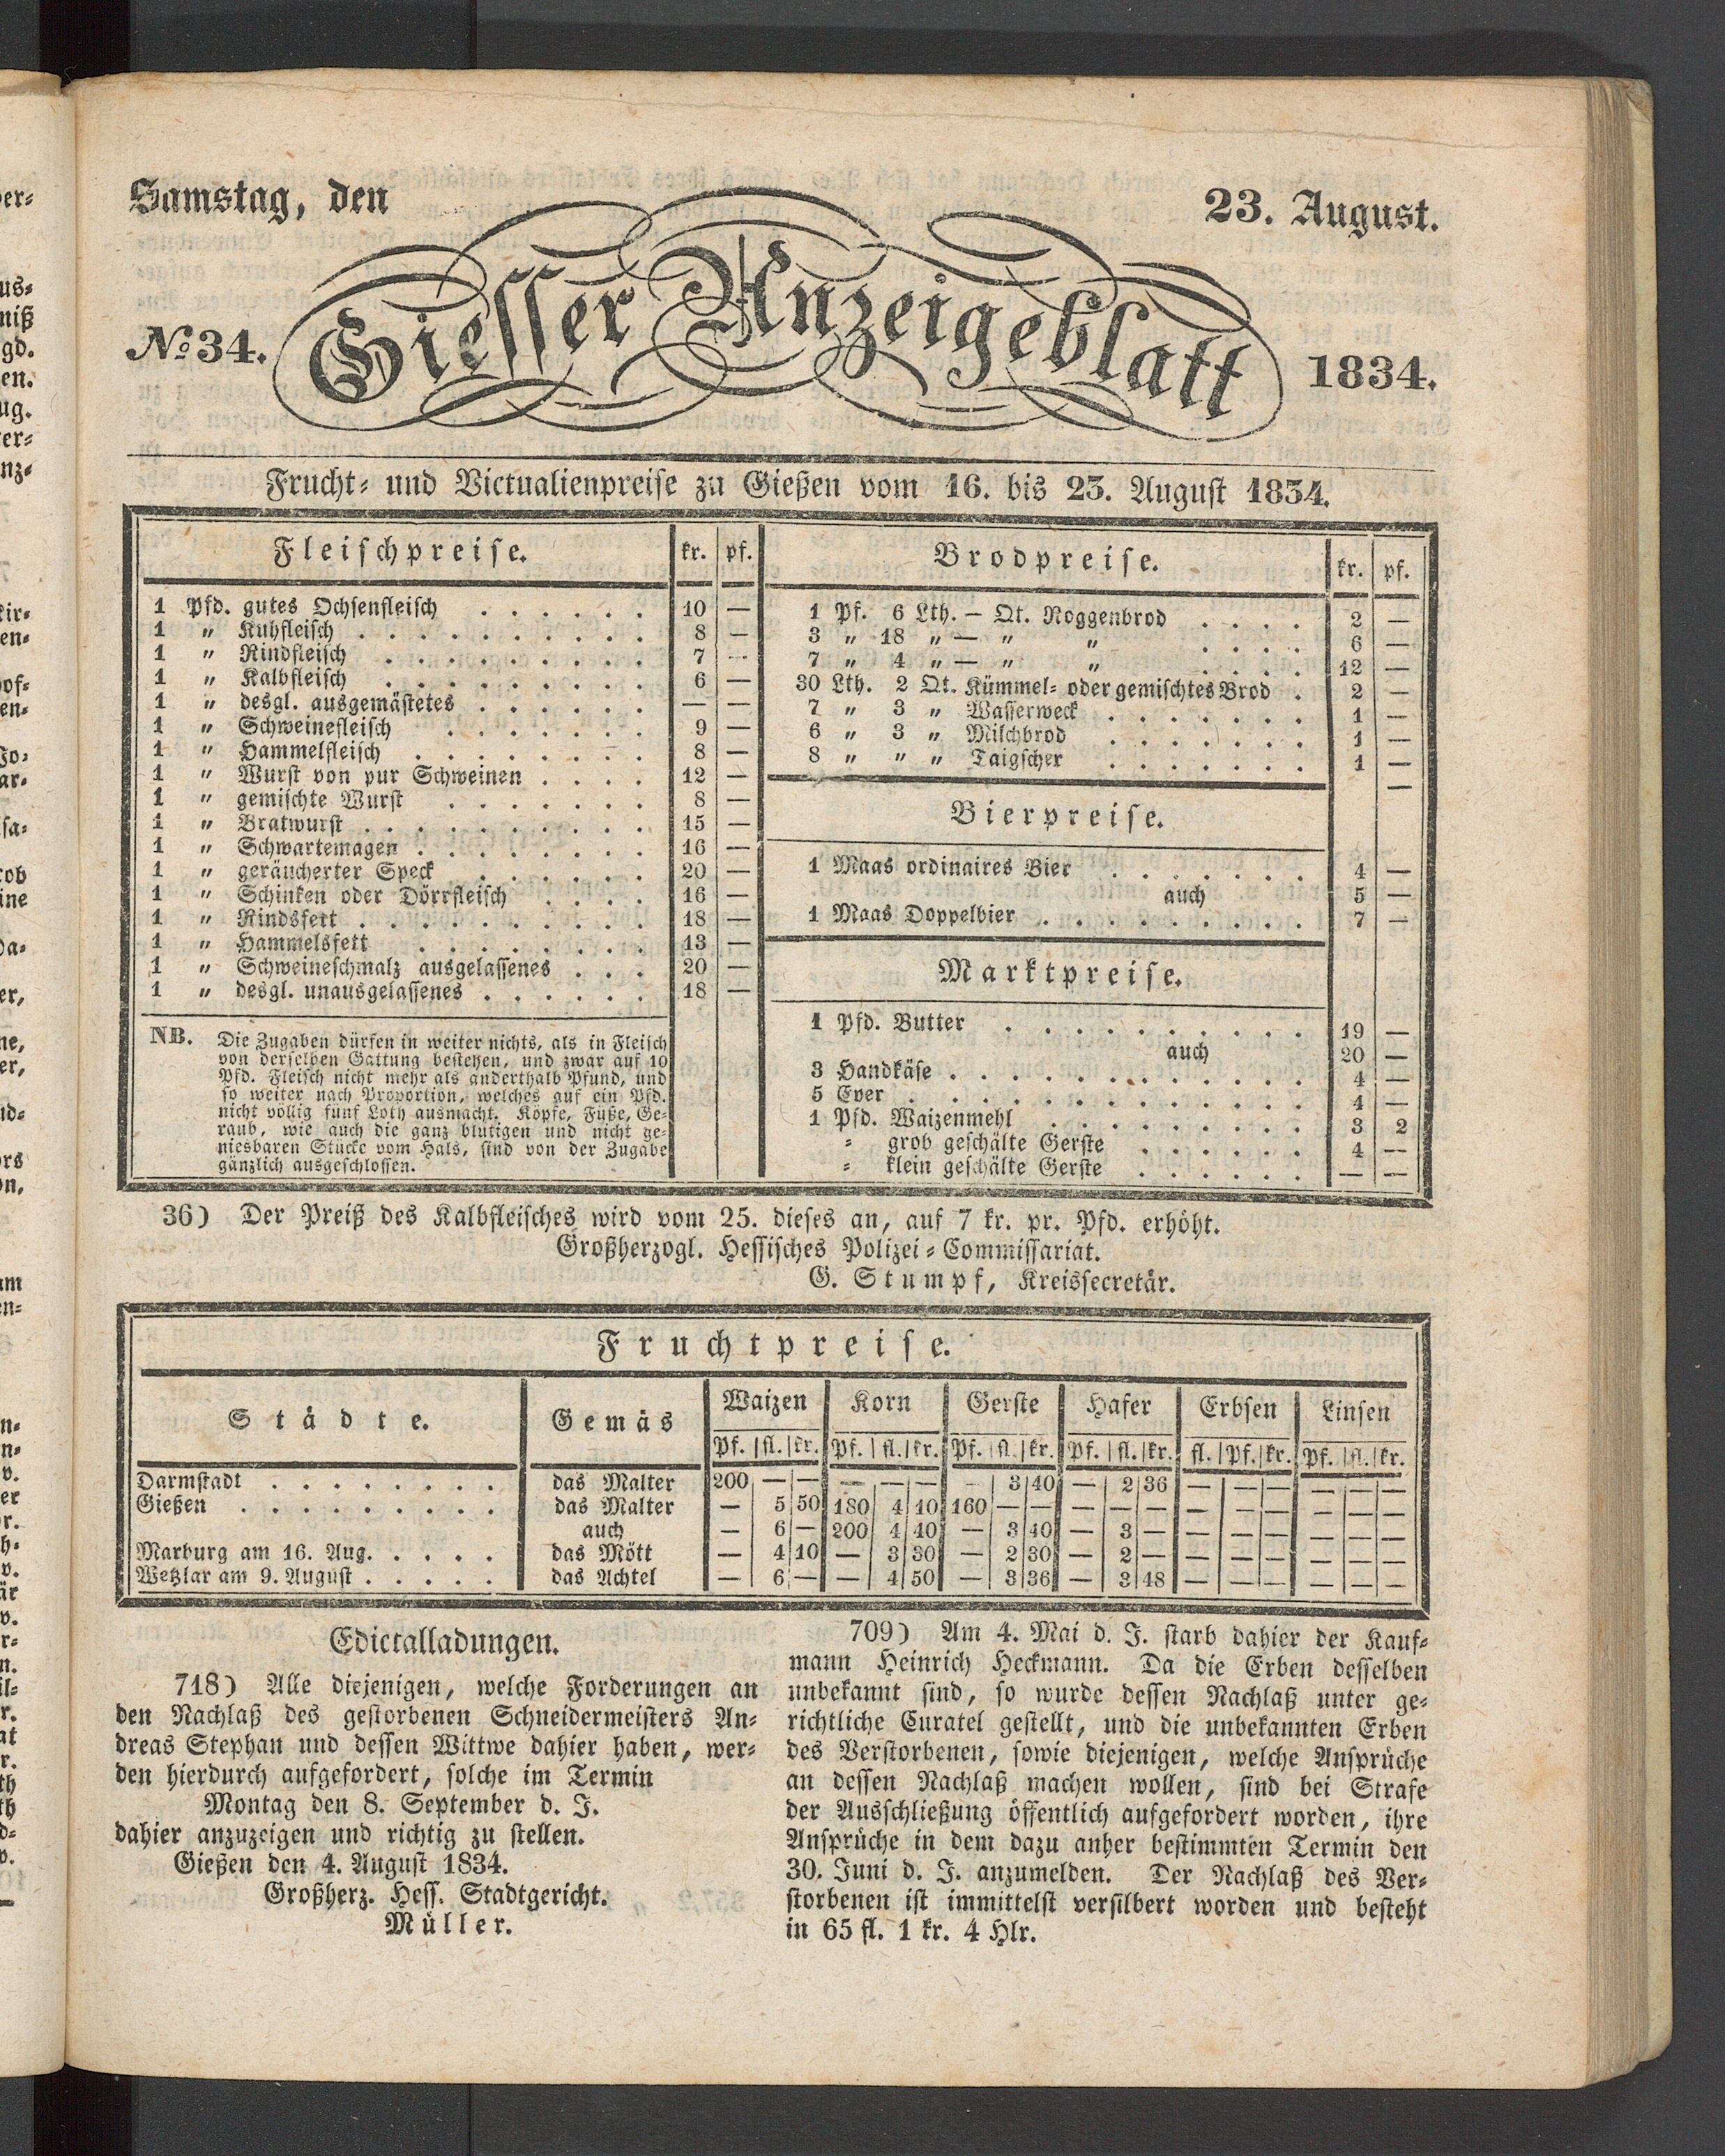 Samstag, den
23. August.
No 34.
Giesser Anzeigeblatt
1834.
Frucht- und Victualienpreise zu Gießen vom 16. bis 23. August 1834.
Fleischpreise. kr. pf.
1 Pfd. gutes Ochsenfleisch . . . . . . 10 —
1 " Kuhfleisch . . . . . . . . . . 8 —
1 " Rindfleisch . . . . . . . . . 7 —
1 " Kalbfleisch . . . . . . . . . 6 —
1 " desgl. ausgemästetes . . . . . . — —
1 " Schweinefleisch . . . . . . . 9 —
1 " Hammelfleisch . . . . . . . . 8 —
1 " Wurst von pur Schweinen . . . . 12 —
1 " gemischte Wurst . . . . . . . 8 —
1 " Bratwurst . . . . . . . . . . 15 —
1 " Schwartemagen . . . . . . . . 16 —
1 " geräucherter Speck . . . . . . 20 —
1 " Schinken oder Dörrfleisch . . . . 16 —
1 " Rindsfett . . . . . . . . . . 18 —
1 " Hammelsfett . . . . . . . . 13 —
1 " Schweineschmalz ausgelassenes . . . 20 —
1 " desgl. unausgelassenes . . . . . . 18 —
NB. Die Zugaben dürfen in weiter nichts, als in Fleisch
von derselben Gattung bestehen, und zwar auf 10
Pfd. Fleisch nicht mehr als anderthalb Pfund, und
so weiter nach Proportion, welches auf ein Pfd.
nicht völlig fünf Loth ausmacht. Köpfe, Füße, Ge-
raub, wie auch die ganz blutigen und nicht ge-
niesbaren Stücke vom Hals, sind von der Zugabe
gänzlich ausgeschlossen.
Brodpreise. kr. pf.
1 Pf. 6 Lth. — Qt. Roggenbrod . . . . 2 —
3 " 18 " — " " . . . . 6 —
7 " 4 " — " " . . . . 12 —
30 Lth. 2 Qt. Kümmel- oder gemischtes Brod . 2 —
7 " 3 " Wasserweck . . . . . . . 1 —
6 " 3 " Milchbrod . . . . . . . 1 —
8 " " " Taigscher . . . . . . . 1 —
—
Bierpreise.
1 Maas ordinaires Bier . . . . . . . 4 —
auch 5 —
1 Maas Doppelbier . . . . . . . . . 7 —
Marktpreise.
1 Pfd. Butter . . . . . . . . . . 19 —
auch 20 —
3 Handkäse . . . . . . . . . . . . 4 —
5 Eyer . . . . . . . . . . . . . 4 —
1 Pfd. Waizenmehl . . . . . . . . . 3 2
- grob geschälte Gerste . . . . . . 4 —
- klein geschälte Gerste . . . . . . — —
36) Der Preiß des Kalbfleisches wird vom 25. dieses an, auf 7 kr. pr. Pfd. erhöht.
Großherzogl. Hessisches Polizei-Commissariat.
G. Stumpf, Kreissecretär.
Fruchtpreise.
Städte. Gemäs Waizen Korn Gerste Hafer Erbsen Linsen
Pf. fl. kr. Pf. fl. kr. Pf. fl. kr. Pf. fl. kr. fl. Pf. kr. Pf. fl. kr.
Darmstadt . . . . . . . . . das Malter 200 — — — — — — 3 40 — 2 36 — — — — — —
Gießen . . . . . . . . . . das Malter — 5 50 180 4 10 160 — — — — — — — — — — —
auch — 6 — 200 4 40 — 3 40 — 3 — — — — — — —
Marburg am 16. Aug. . . . . das Mött — 4 10 — 3 30 — 2 30 — 2 — — — — — — —
Wetzlar am 9. August . . . . . das Achtel — 6 — — 4 50 — 3 36 — 3 48 — — — — — —
Edictalladungen.
718) Alle diejenigen, welche Forderungen an
den Nachlaß des gestorbenen Schneidermeisters An-
dreas Stephan und dessen Wittwe dahier haben, wer-
den hierdurch aufgefordert, solche im Termin
Montag den 8. September d. J.
dahier anzuzeigen und richtig zu stellen.
Gießen den 4. August 1834.
Großherz. Hess. Stadtgericht.
Müller.
709) Am 4. Mai d. J. starb dahier der Kauf-
mann Heinrich Heckmann. Da die Erben desselben
unbekannt sind, so wurde dessen Nachlaß unter ge-
richtliche Curatel gestellt, und die unbekannten Erben
des Verstorbenen, sowie diejenigen, welche Ansprüche
an dessen Nachlaß machen wollen, sind bei Strafe
der Ausschließung öffentlich aufgefordert worden, ihre
Ansprüche in dem dazu anher bestimmten Termin den
30. Juni d. J. anzumelden. Der Nachlaß des Ver-
storbenen ist immittelst versilbert worden und besteht
in 65 fl. 1 kr. 4 Hlr.